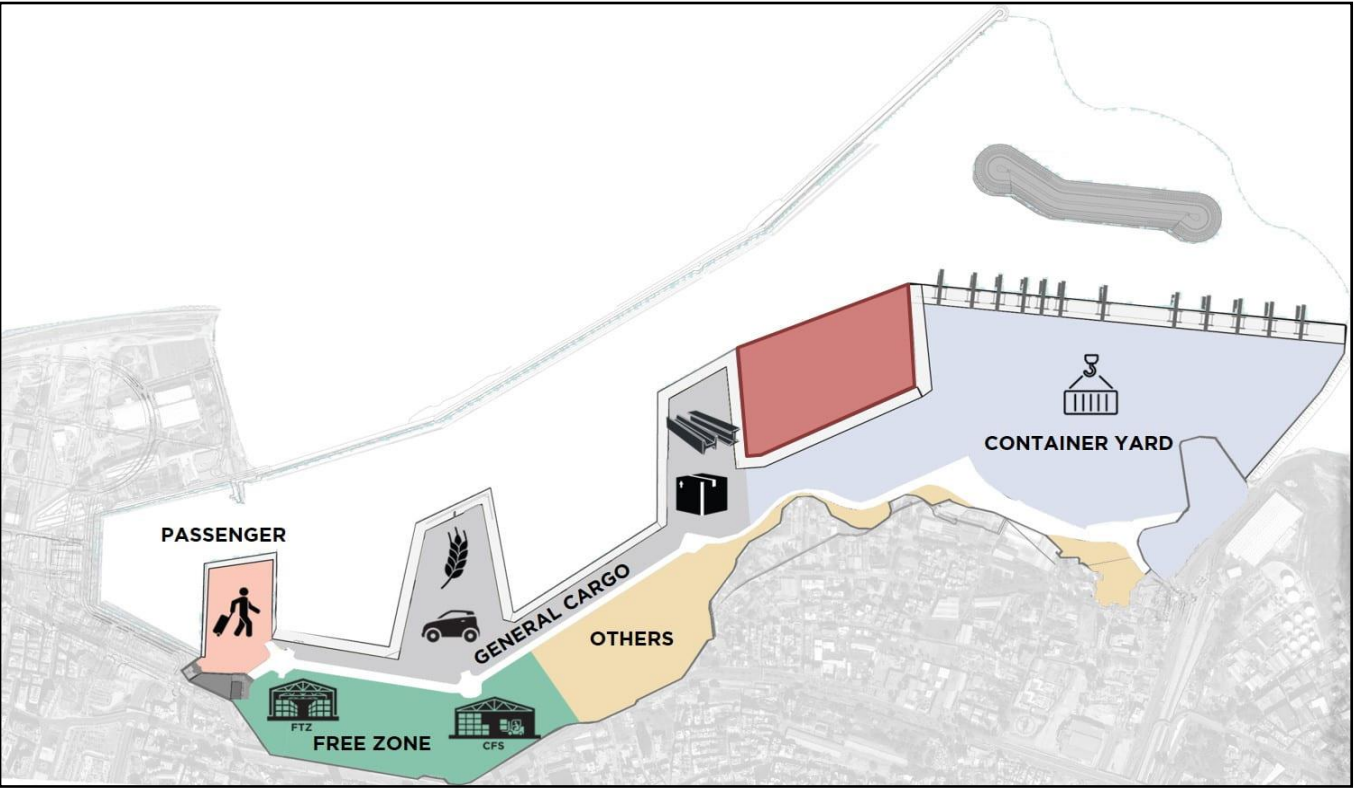 CONTAINER YARD
PASSENGER
GENERAL CARGO
OTHERS
FTZ
FREE ZONE
CFS